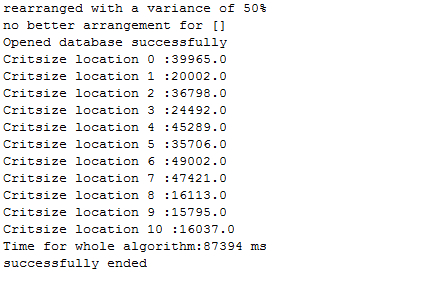 rearranged with a variance of 50%
no better arrangement for []
Opened database successfully
Critsize location 0 :39965.0
Critsize location 1 :20002.0
Critsize location 2 :36798.0
Critsize location 3 :24492.0
Critsize location 4 :45289.0
Critsize location 5 :35706.0
Critsize location 6 :49002.0
Critsize location 7 :47421.0
Critsize location 8 :16113.0
Critsize location 9 :15795.0
Critsize location 10 :16037.0
Time for whole algorithm:87394 ms
successfully ended